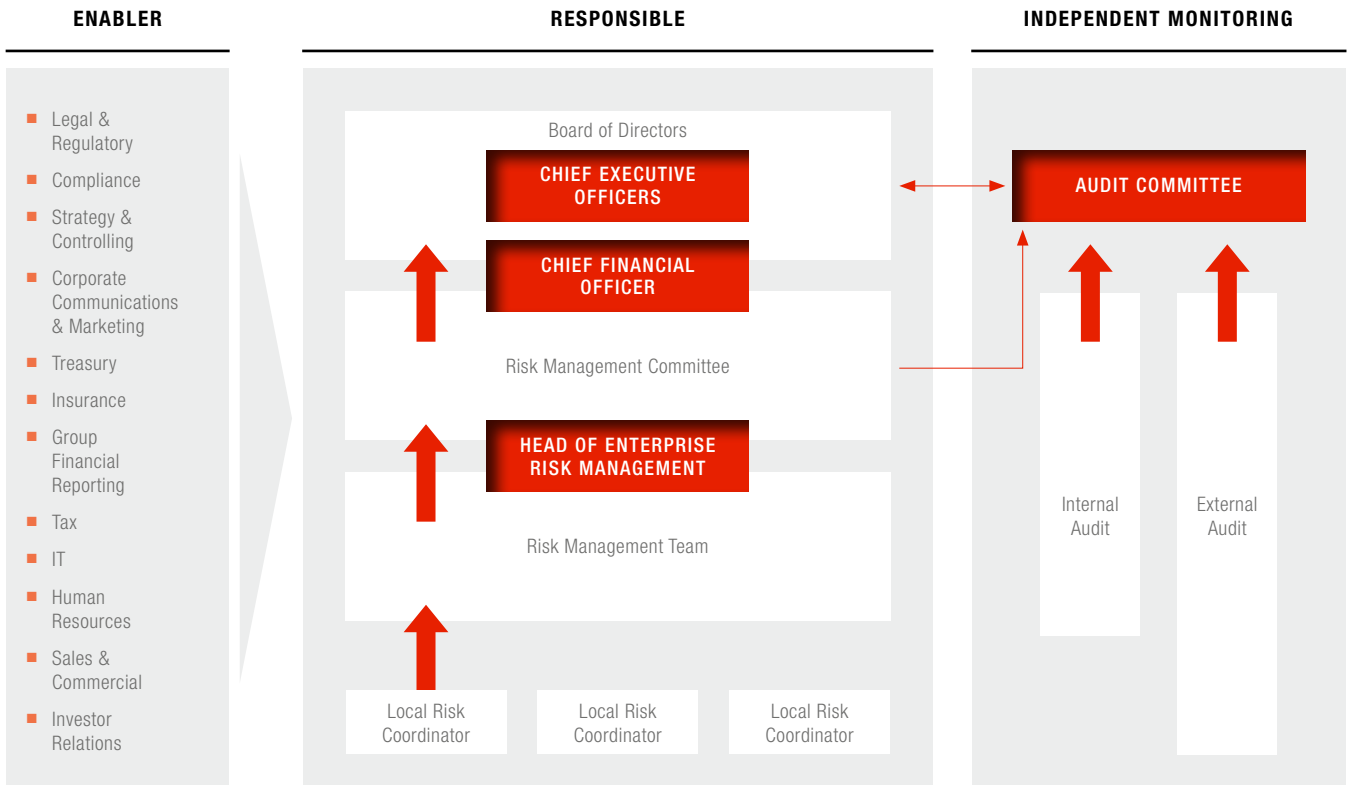 ENABLER
Legal &
Regulatory
Compliance
Strategy &
Controlling
Corporate
Communications
& Marketing
Treasury
Insurance
Group
Financial
Reporting
Tax
IT
Human
Resources
Sales &
Commercial
Investor
Relations
RESPONSIBLE
Board of Directors
CHIEF EXECUTIVE
OFFICERS
CHIEF FINANCIAL
OFFICER
Risk Management Committee
HEAD OF ENTERPRISE
RISK MANAGEMENT
Risk Management Team
Local Risk
Coordinator
Local Risk
Coordinator
Local Risk
Coordinator
INDEPENDENT MONITORING
AUDIT COMMITTEE
Internal
Audit
External
Audit